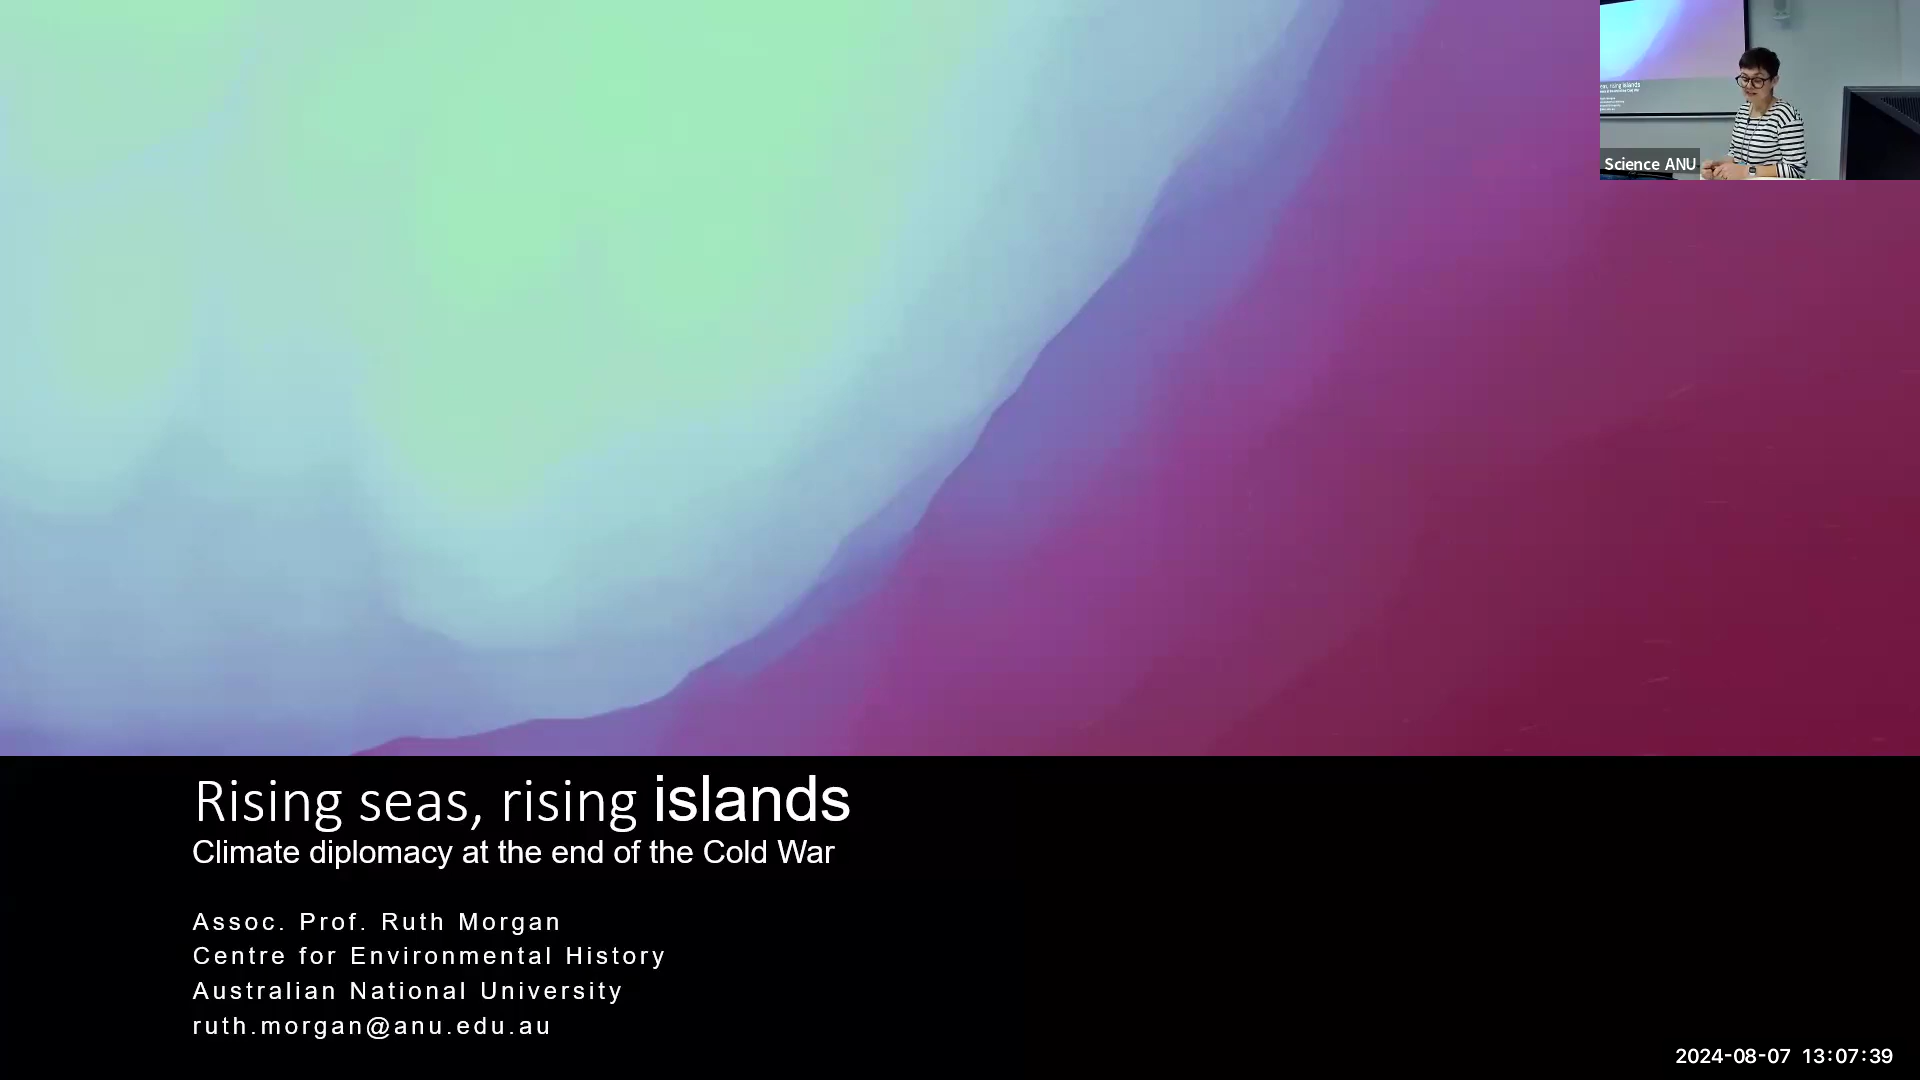 Science ANU
Rising seas, rising islands
Climate diplomacy at the end of the Cold War
Assoc. Prof. Ruth Morgan
Centre for Environmental History
Australian National University
ruth.morgan@anu.edu.au
2024-08-07 13:07:39